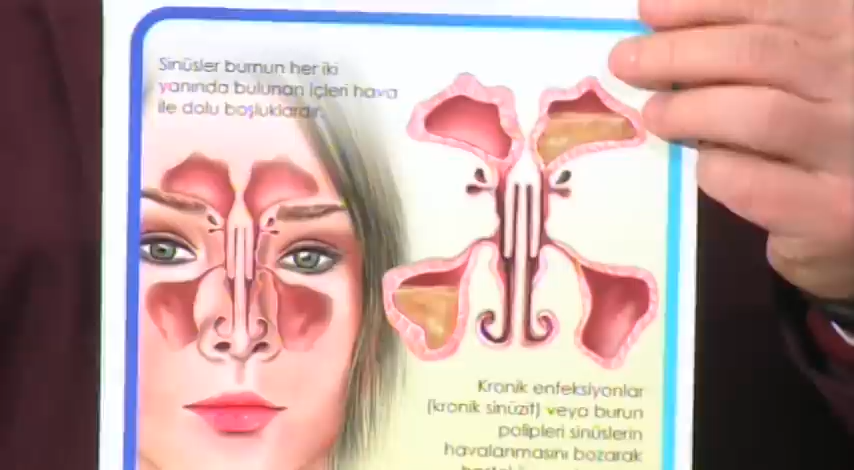 Sinüsler burnun her iki
yanında bulunan içleri hava
ile dolu boşluklardır.
Kronik enfeksiyonlar
(kronik sinüzit) veya burun
polipleri sinüslerin
havalanmasını bozarak